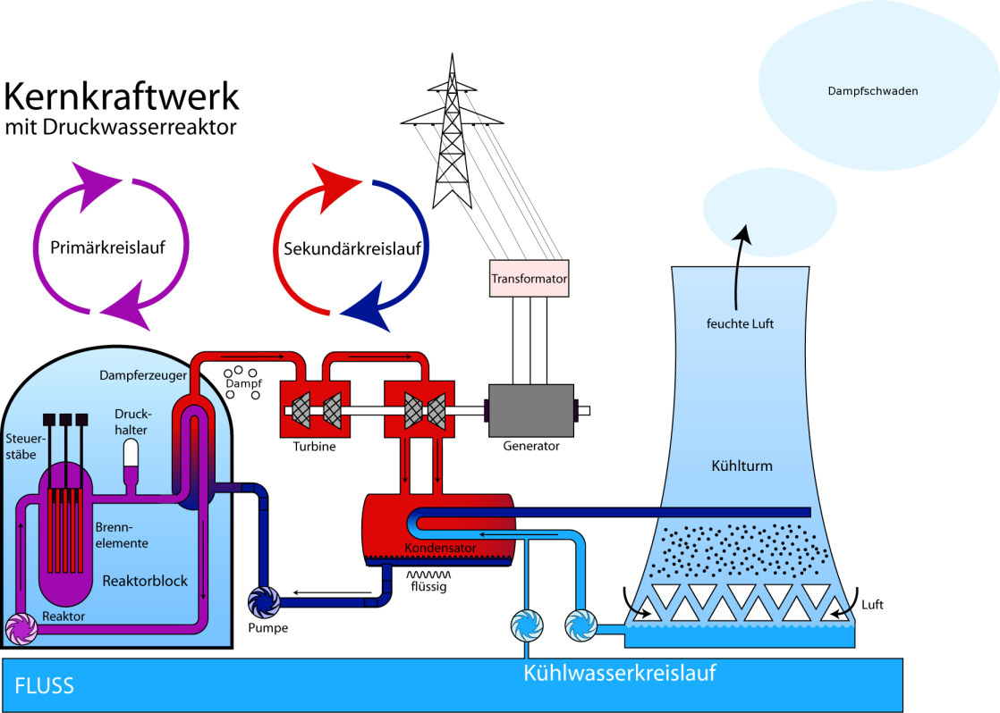 Kernkraftwerk
mit Druckwasserreaktor
Dampfschwaden
Primärkreislauf
Sekundärkreislauf
Transformator
feuchte Luft
Dampferzeuger
Dampf
Druck-
halter
Steuer-
stäbe
Turbine
Generator
Kühlturm
Brenn-
elemente
Kondensator
Reaktorblock
flüssig
Reaktor
Pumpe
Luft
Kühlwasserkreislauf
FLUSS